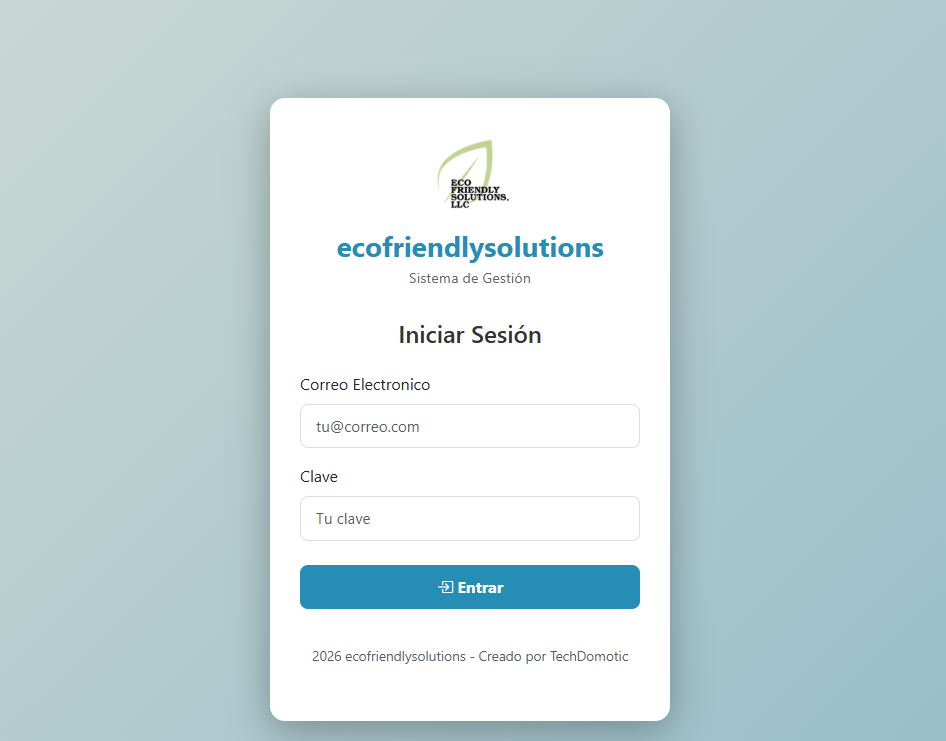 ECO
FRIENDLY
SOLUTIONS,
LLC
ecofriendlysolutions
Sistema de Gestión
Iniciar Sesión
Correo Electronico
tu@correo.com
Clave
Tu clave
Entrar
2026 ecofriendlysolutions - Creado por TechDomotic